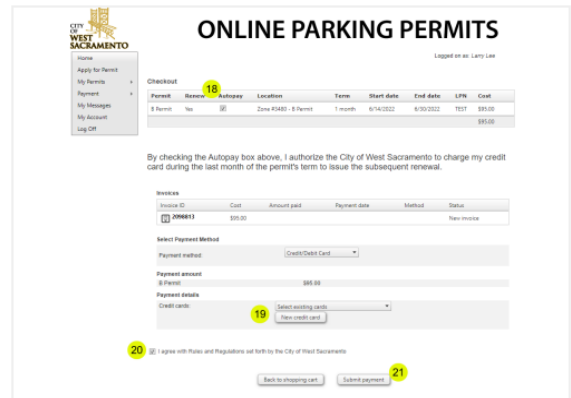 CITY
OF
WEST
SACRAMENTO
ONLINE PARKING PERMITS
Logged on as: Larry Lee
Home
Apply for Permit
My Permits
Payment
My Messages
My Account
Log Off
Checkout
18
Permit Renew Autopay Location Term Start date End date LPN Cost
B Permit Yes Zone #3480 - B Permit 1 month 6/14/2022 6/30/2022 TEST $95.00
$95.00
By checking the Autopay box above, I authorize the City of West Sacramento to charge my credit
card during the last month of the permit's term to issue the subsequent renewal.
Invoices
Invoice ID Cost Amount paid Payment date Method Status
2098813 $95.00 New invoice
Select Payment Method
Payment method: Credit/Debit Card
Payment amount
B Permit $95.00
Payment details
Credit cards: Select existing cards
19 New credit card
20 I agree with Rules and Regulations set forth by the City of West Sacramento
Back to shopping cart Submit payment 21